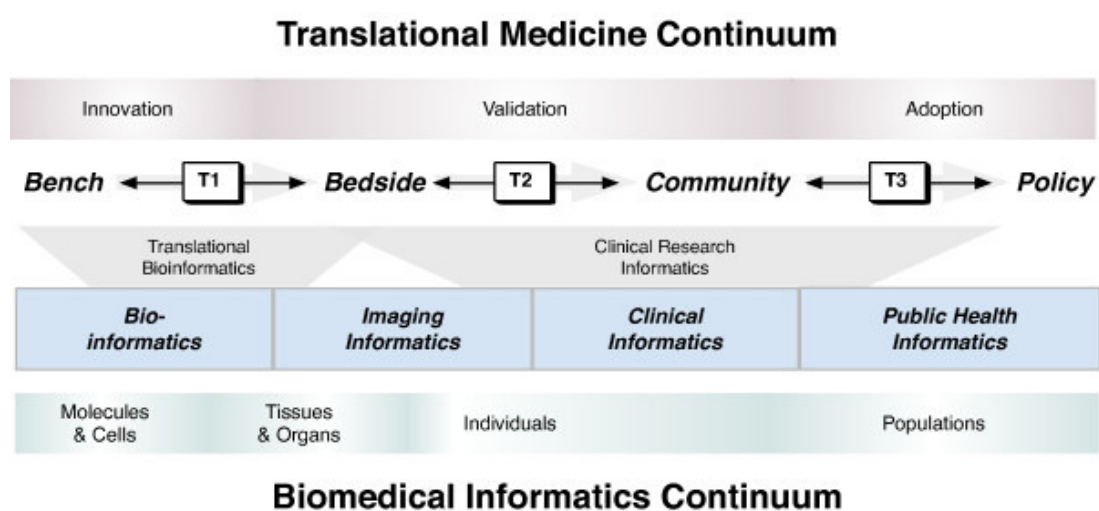 Translational Medicine Continuum
Innovation Validation Adoption
Bench T1 Bedside T2 Community T3 Policy
Translational
Bioinformatics
Clinical Research
Informatics
Bio-
informatics
Imaging
Informatics
Clinical
Informatics
Public Health
Informatics
Molecules
& Cells
Tissues
& Organs
Individuals
Populations
Biomedical Informatics Continuum